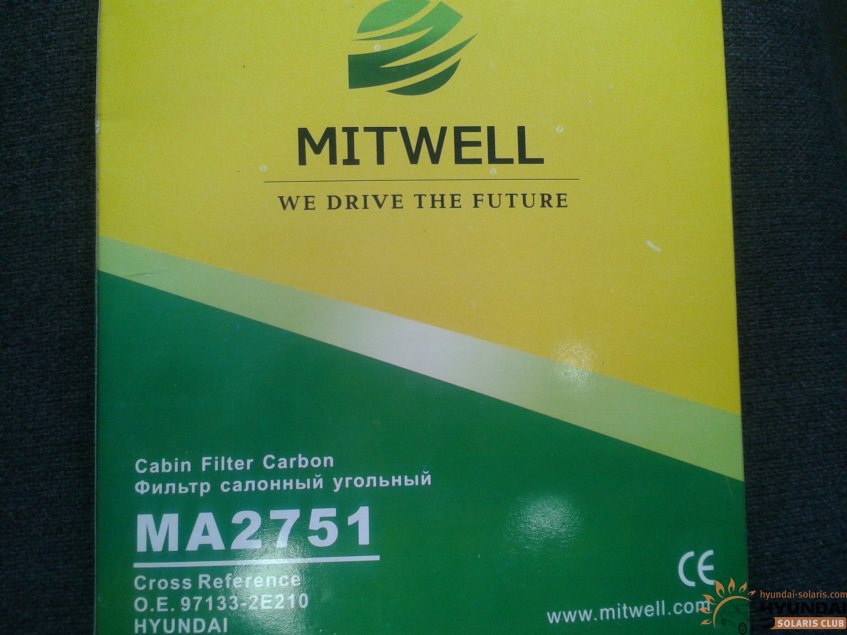 MITWELL
WE DRIVE THE FUTURE
Cabin Filter Carbon
Фильтр салонный угольный
MA2751
Cross Reference
O.E. 97133-2E210
HYUNDAI
CE
www.mitwell.com
hyundai-solaris.com
HYUNDAI
SOLARIS CLUB